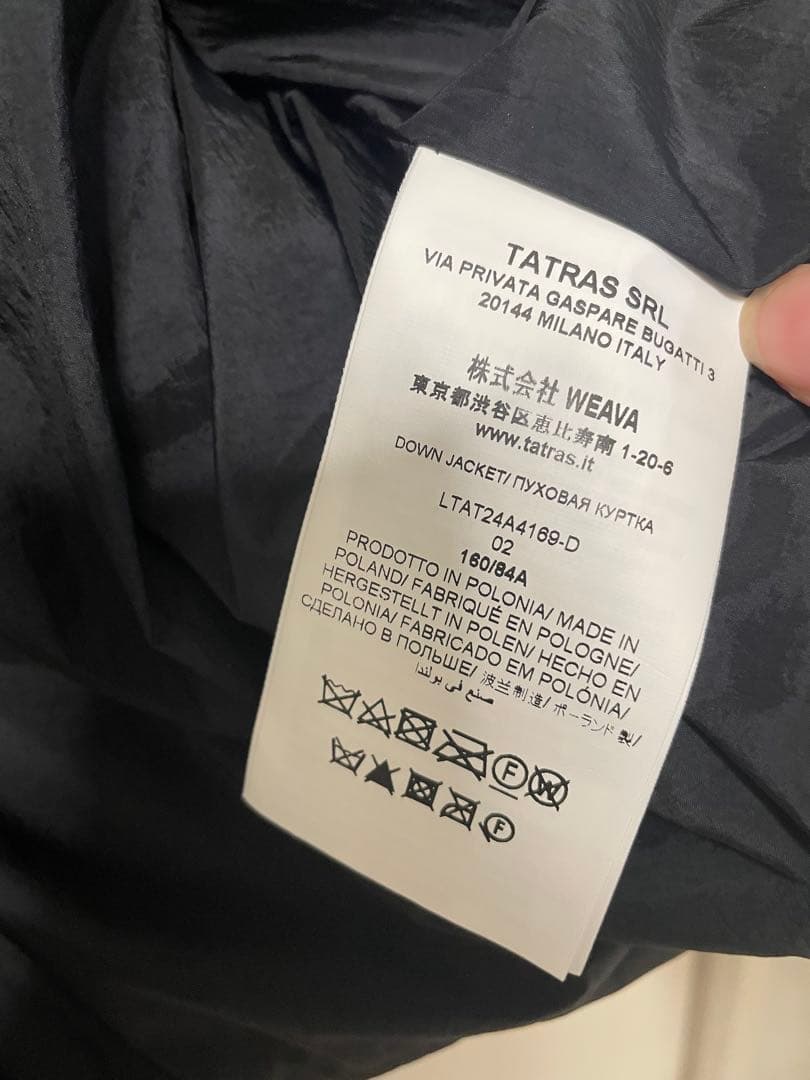 TATRAS SRL
VIA PRIVATA GASPARE BUGATTI 3
20144 MILANO ITALY
株式会社 WEAVA
東京都渋谷区恵比寿南 1-20-6
www.tatras.it
DOWN JACKET/ ПУХОВАЯ КУРТКА
LTAT24A4169-D
02
160/84A
PRODOTTO IN POLONIA/ MADE IN
POLAND/ FABRIQUÉ EN POLOGNE/
HERGESTELLT IN POLEN/ HECHO EN
POLONIA/ FABRICADO EM POLÓNIA/
СДЕЛАНО В ПОЛЬШЕ/ 波兰制造/ ポーランド 製/
صنع في بولندا
F W
F